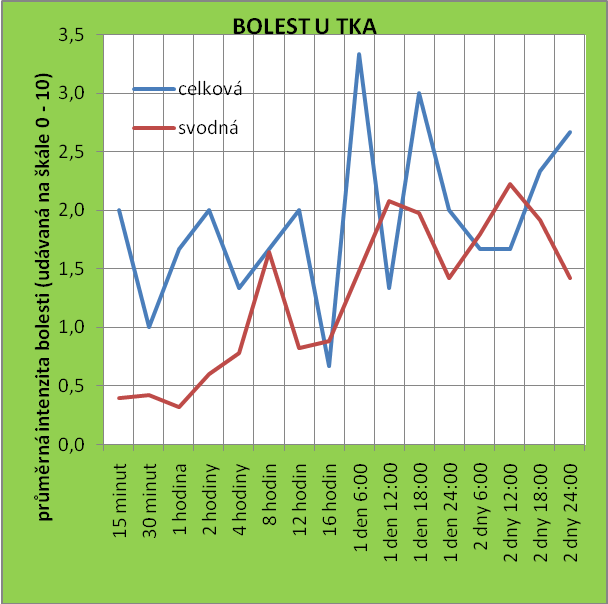 BOLEST U TKA
průměrná intenzita bolesti (udávaná na škále 0 - 10)
3,5
3,0
2,5
2,0
1,5
1,0
0,5
0,0
celková
svodná
15 minut
30 minut
1 hodina
2 hodiny
4 hodiny
8 hodin
12 hodin
16 hodin
1 den 6:00
1 den 12:00
1 den 18:00
1 den 24:00
2 dny 6:00
2 dny 12:00
2 dny 18:00
2 dny 24:00